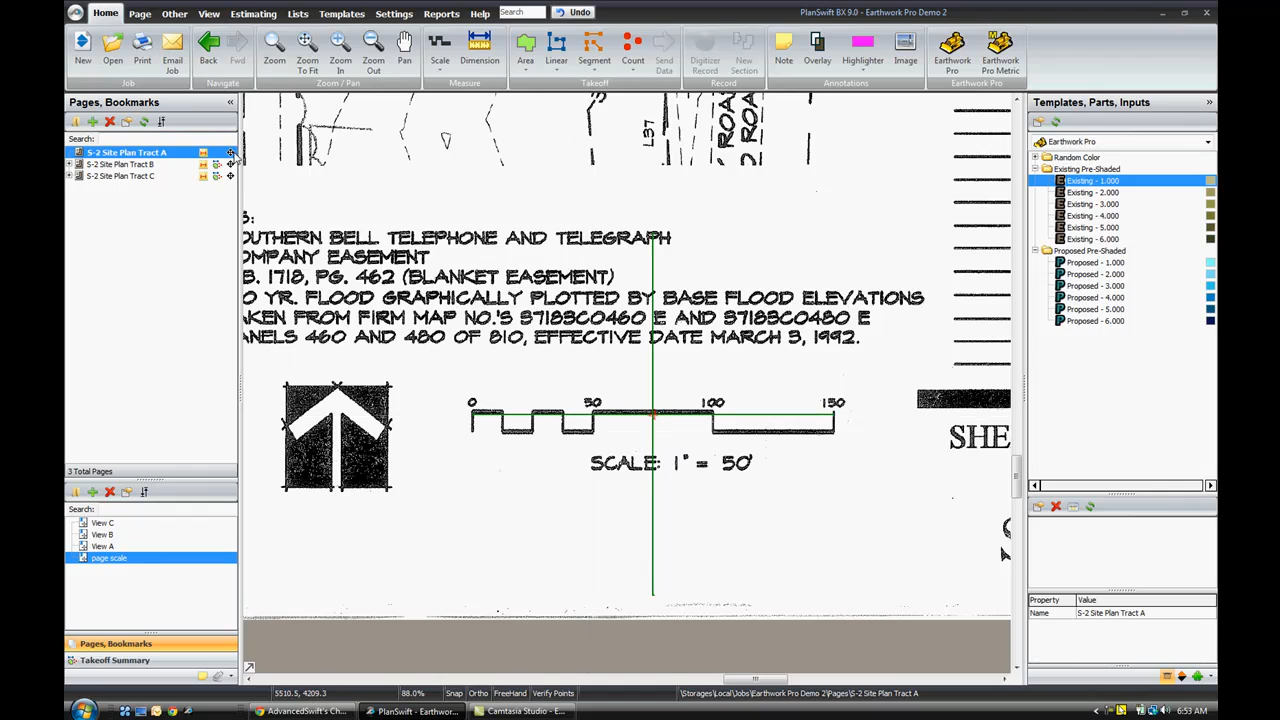 PlanSwift BX 9.0 - Earthwork Pro Demo 2
Home Page Other View Estimating Lists Templates Settings Reports Help Search Undo
New Open Print Email Job Back Fwd Zoom Zoom To Fit Zoom In Zoom Out Pan Scale Dimension Area Linear Segment Count Send Data Digitizer Record New Section Note Overlay Highlighter Image Earthwork Pro Earthwork Pro Metric
Job Navigate Zoom / Pan Measure Takeoff Record Annotations Earthwork Pro
Pages, Bookmarks
Search:
S-2 Site Plan Tract A
S-2 Site Plan Tract B
S-2 Site Plan Tract C
3 Total Pages
Search:
View C
View B
View A
page scale
Pages, Bookmarks
Takeoff Summary
L37
ROA
ROA
S:
OUTHERN BELL TELEPHONE AND TELEGRAPH
OMPANY EASEMENT
B. 1718, PG. 462 (BLANKET EASEMENT)
O YR. FLOOD GRAPHICALLY PLOTTED BY BASE FLOOD ELEVATIONS
AKEN FROM FIRM MAP NO.'S 37183C0460 E AND 37183C0480 E
ANELS 460 AND 480 OF 810, EFFECTIVE DATE MARCH 3, 1992.
0 50 100 150
SCALE: 1" = 50'
SHE
Templates, Parts, Inputs
Earthwork Pro
Random Color
Existing Pre-Shaded
Existing - 1.000
Existing - 2.000
Existing - 3.000
Existing - 4.000
Existing - 5.000
Existing - 6.000
Proposed Pre-Shaded
Proposed - 1.000
Proposed - 2.000
Proposed - 3.000
Proposed - 4.000
Proposed - 5.000
Proposed - 6.000
Property Value
Name S-2 Site Plan Tract A
5510.5, 4209.3 88.0% Snap Ortho FreeHand Verify Points \Storages\Local\Jobs\Earthwork Pro Demo 2\Pages\S-2 Site Plan Tract A
AdvancedSwift's Ch... PlanSwift - Earthwor... Camtasia Studio - E... 6:53 AM